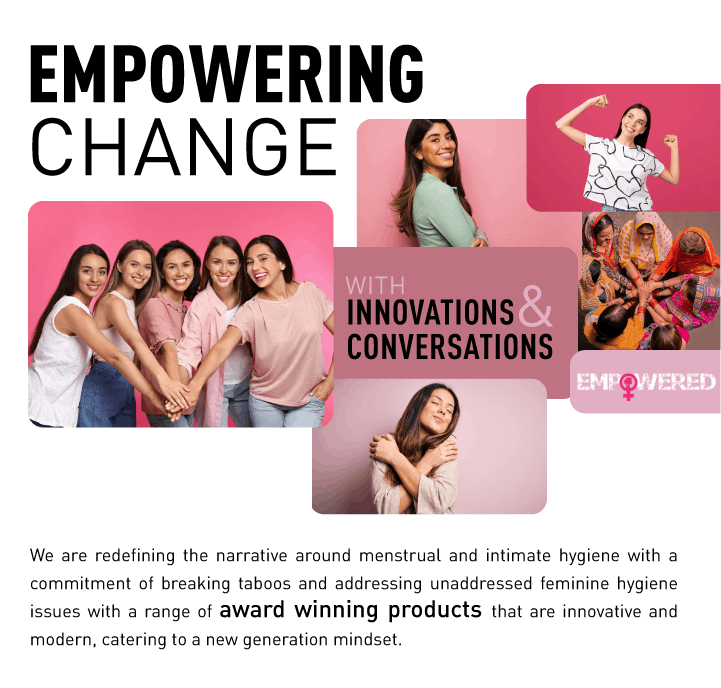 EMPOWERING
CHANGE
WITH
INNOVATIONS &
CONVERSATIONS
EMPOWERED
We are redefining the narrative around menstrual and intimate hygiene with a
commitment of breaking taboos and addressing unaddressed feminine hygiene
issues with a range of award winning products that are innovative and
modern, catering to a new generation mindset.